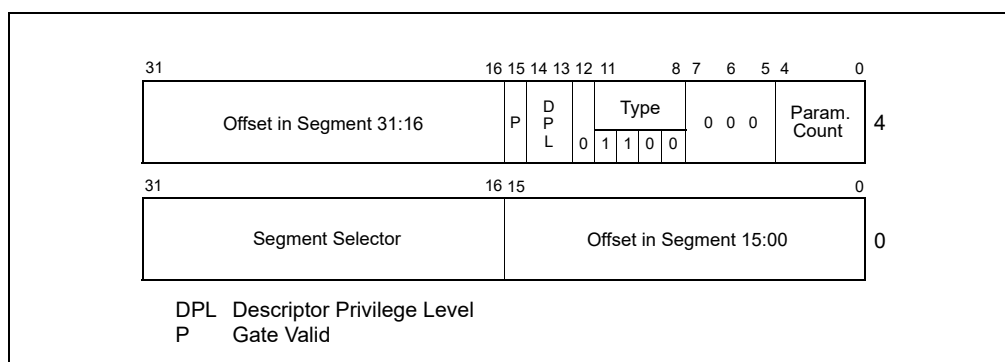 31 16 15 14 13 12 11 8 7 6 5 4 0
Offset in Segment 31:16 P D P L 0 Type 1 1 0 0 0 0 0 Param. Count 4
31 16 15 0
Segment Selector Offset in Segment 15:00 0
DPL Descriptor Privilege Level
P Gate Valid